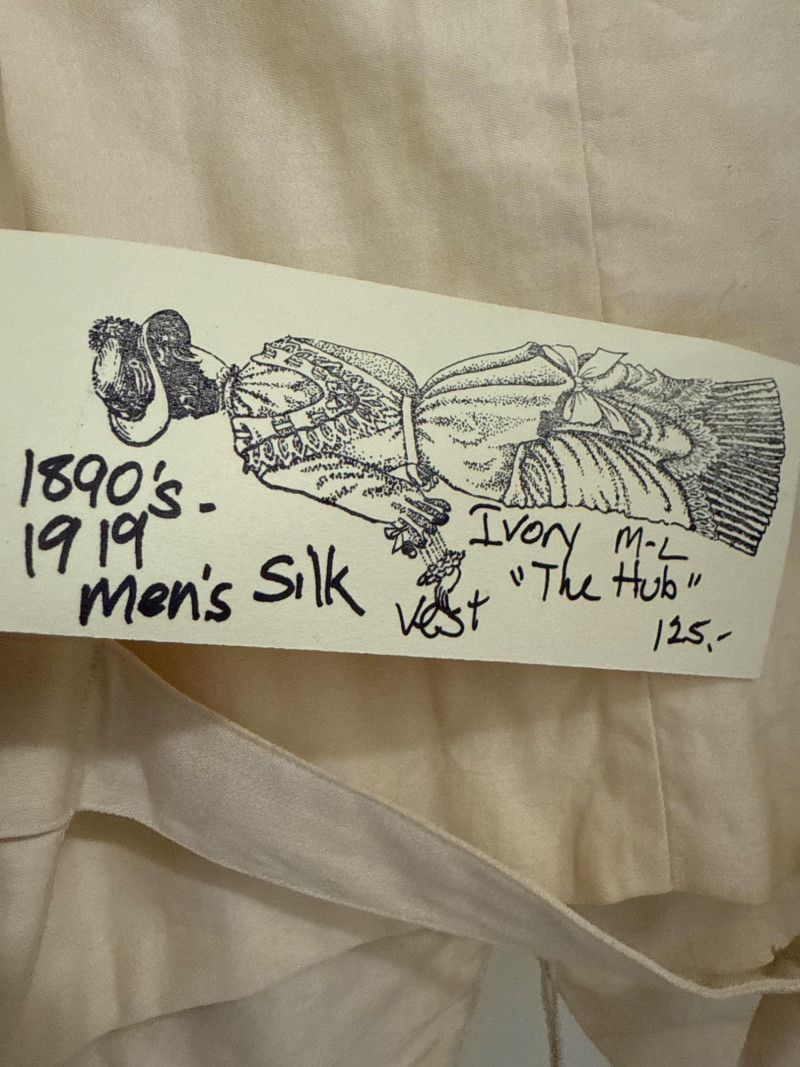 1890's-
1919
Men's Silk Vest
Ivory M-L
"The Hub"
125.-